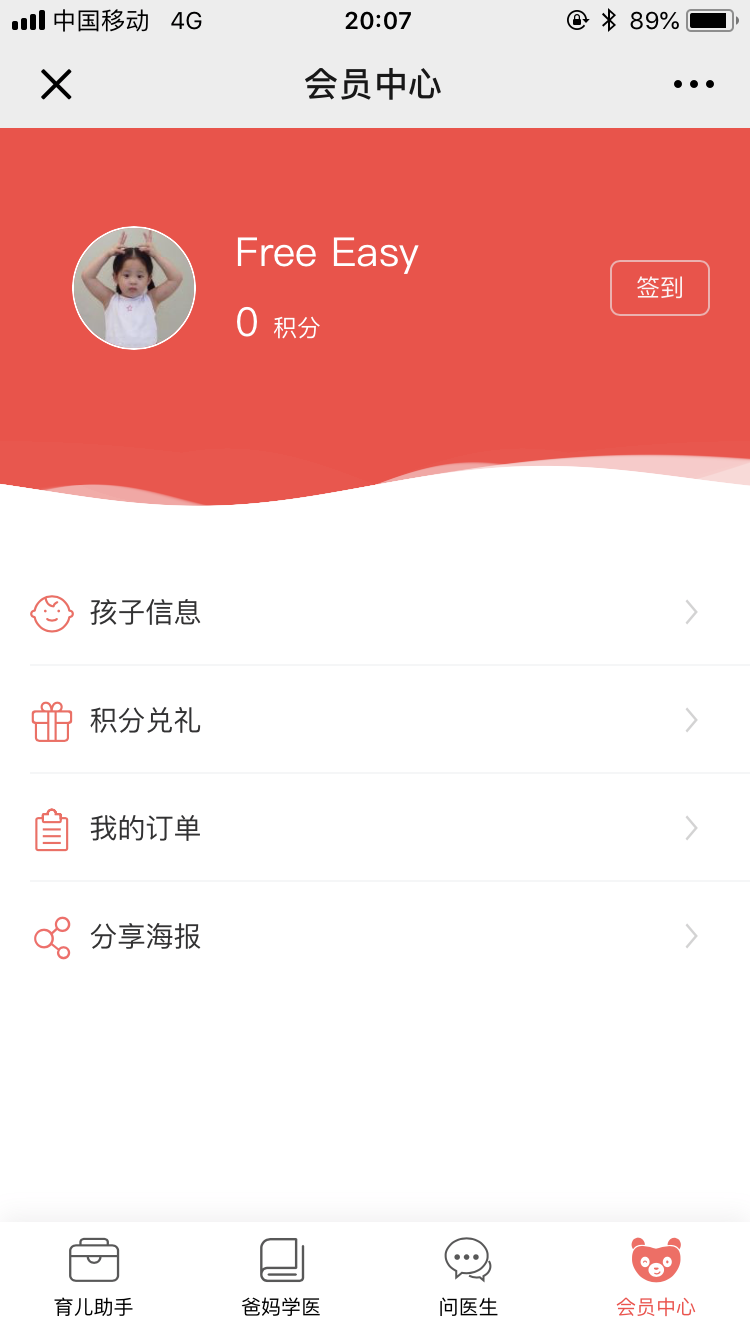 中国移动 4G 20:07 89%
会员中心
Free Easy
0 积分
签到
孩子信息
积分兑礼
我的订单
分享海报
育儿助手 爸妈学医 问医生 会员中心